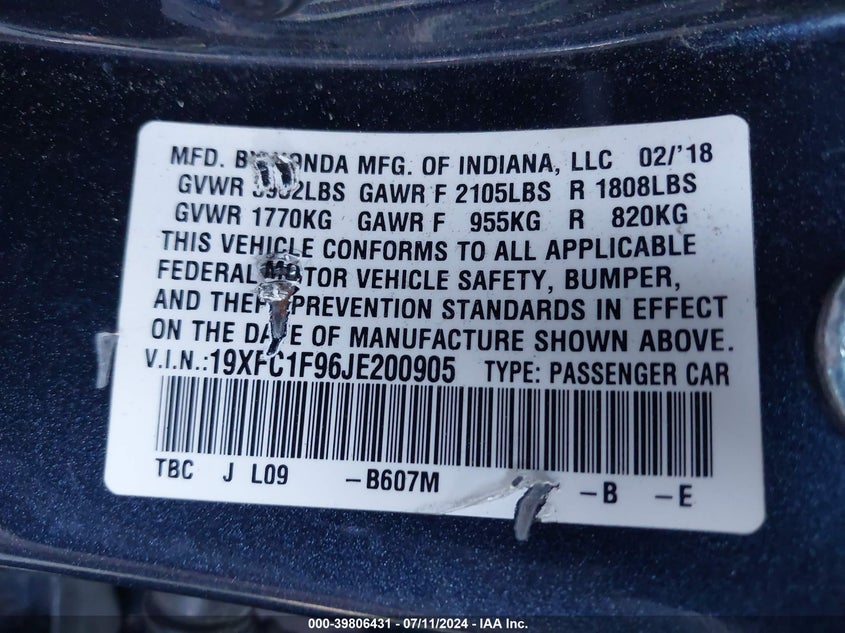 MFD. BY HONDA MFG. OF INDIANA, LLC 02/'18
GVWR LBS GAWR F 2105LBS R 1808LBS
GVWR 1770KG GAWR F 955KG R 820KG
THIS VEHICLE CONFORMS TO ALL APPLICABLE
FEDERAL MOTOR VEHICLE SAFETY, BUMPER,
AND THEFT PREVENTION STANDARDS IN EFFECT
ON THE DATE OF MANUFACTURE SHOWN ABOVE.
V.I.N.:19XFC1F96JE200905 TYPE: PASSENGER CAR
TBC J L09 -B607M -B -E
000-39806431 - 07/11/2024 - IAA Inc.